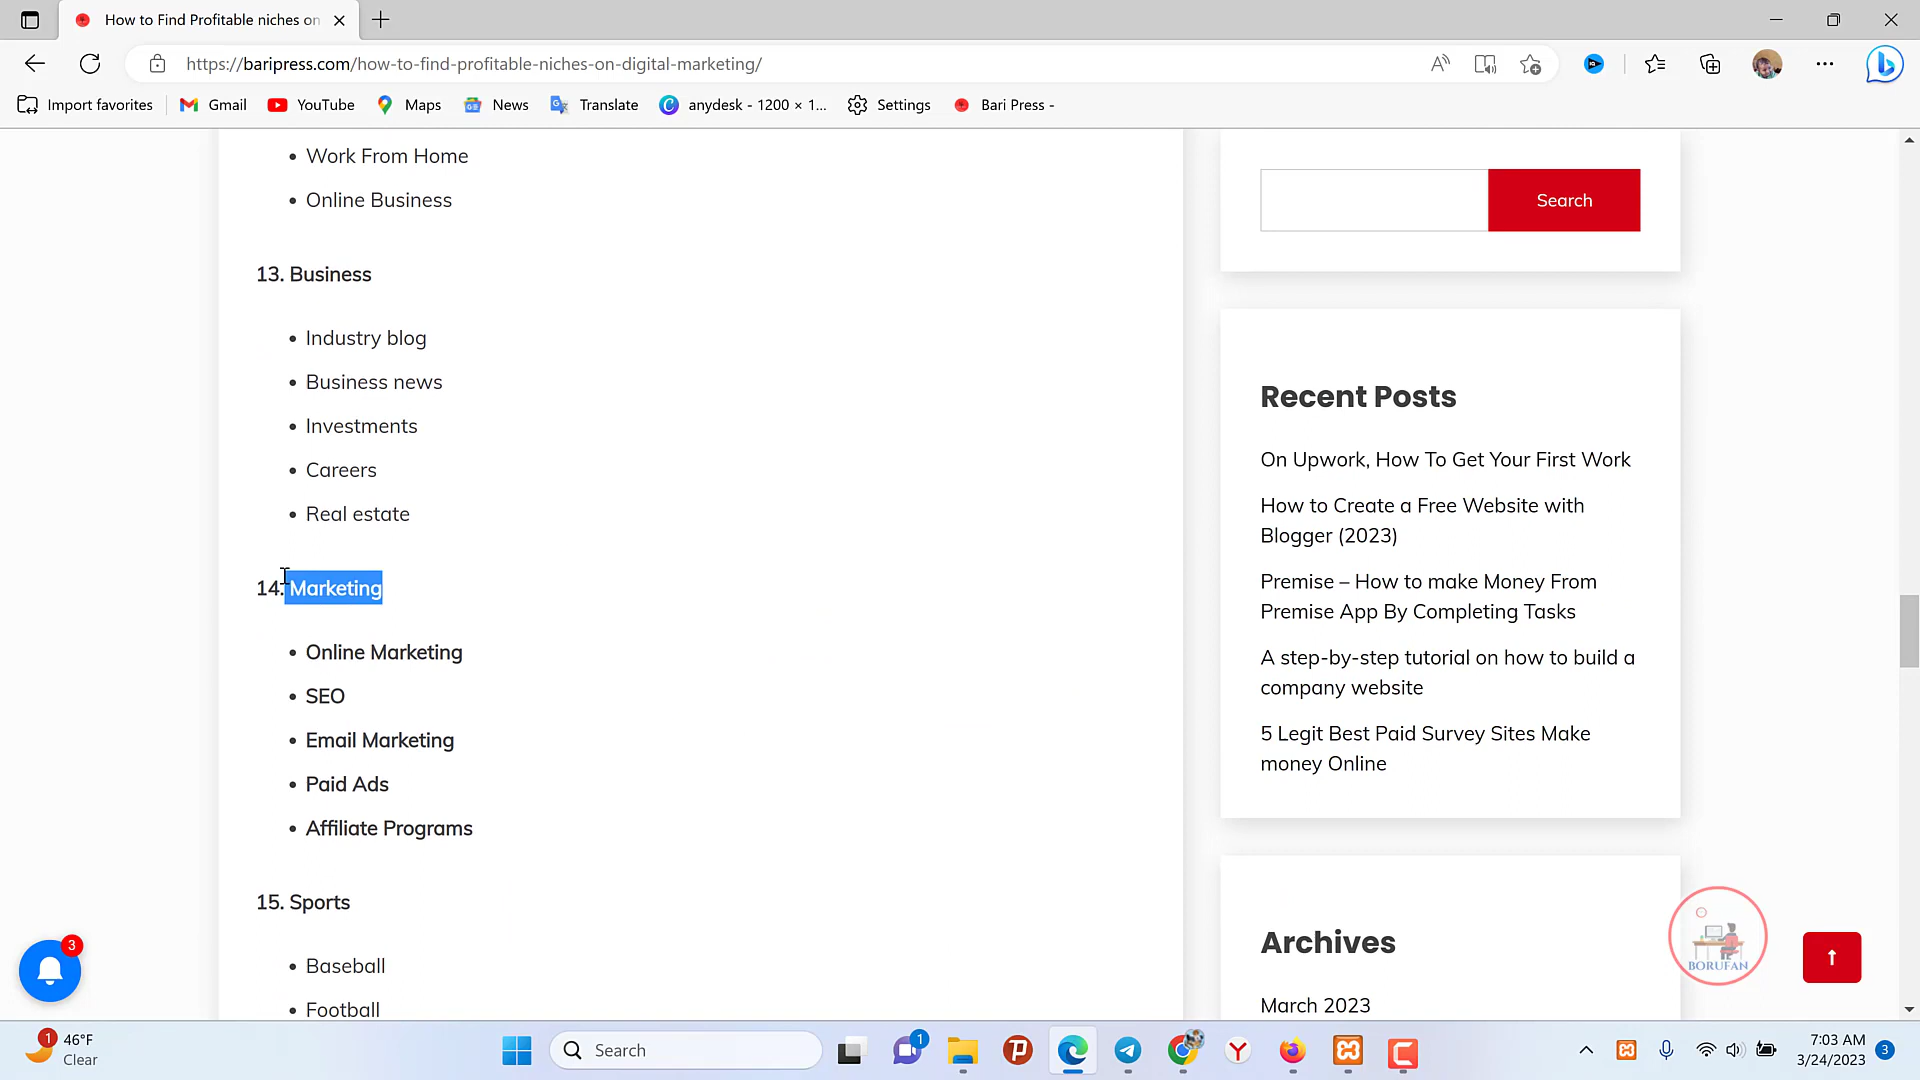 How to Find Profitable niches on
https://baripress.com/how-to-find-profitable-niches-on-digital-marketing/
Import favorites
Gmail
YouTube
Maps
News
Translate
anydesk - 1200 × 1...
Settings
Bari Press -
Work From Home
Online Business
13. Business
Industry blog
Business news
Investments
Careers
Real estate
14. Marketing
Online Marketing
SEO
Email Marketing
Paid Ads
Affiliate Programs
15. Sports
Baseball
Football
Search
Recent Posts
On Upwork, How To Get Your First Work
How to Create a Free Website with
Blogger (2023)
Premise – How to make Money From
Premise App By Completing Tasks
A step-by-step tutorial on how to build a
company website
5 Legit Best Paid Survey Sites Make
money Online
Archives
March 2023
BORUFAN
3
1
46°F
Clear
Search
1
7:03 AM
3/24/2023
3